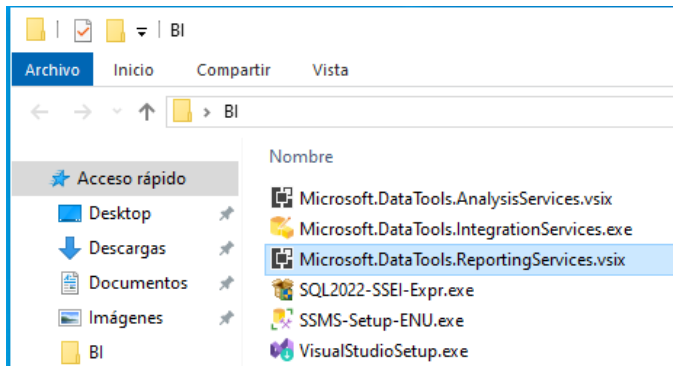 BI
Archivo Inicio Compartir Vista
BI
Nombre
Acceso rápido
Desktop
Descargas
Documentos
Imágenes
BI
Microsoft.DataTools.AnalysisServices.vsix
Microsoft.DataTools.IntegrationServices.exe
Microsoft.DataTools.ReportingServices.vsix
SQL2022-SSEI-Expr.exe
SSMS-Setup-ENU.exe
VisualStudioSetup.exe